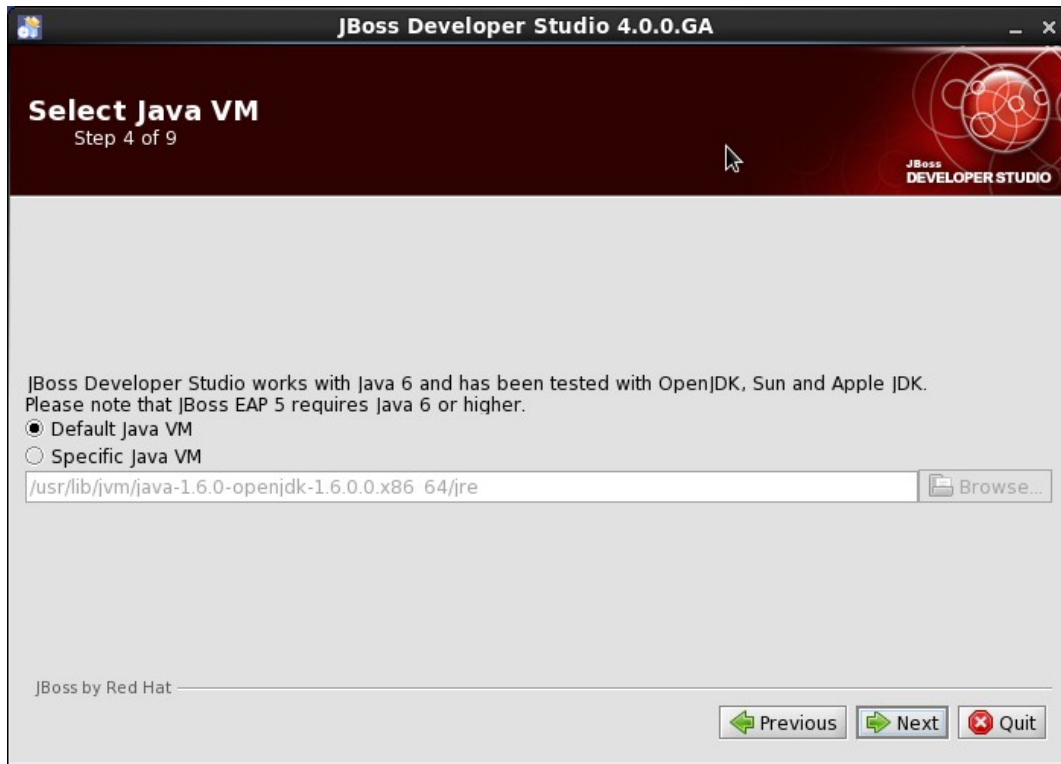 JBoss Developer Studio 4.0.0.GA
Select Java VM
Step 4 of 9
JBoss
DEVELOPER STUDIO
JBoss Developer Studio works with Java 6 and has been tested with OpenJDK, Sun and Apple JDK.
Please note that JBoss EAP 5 requires Java 6 or higher.
Default Java VM
Specific Java VM
/usr/lib/jvm/java-1.6.0-openjdk-1.6.0.0.x86_64/jre
Browse...
JBoss by Red Hat
Previous Next Quit